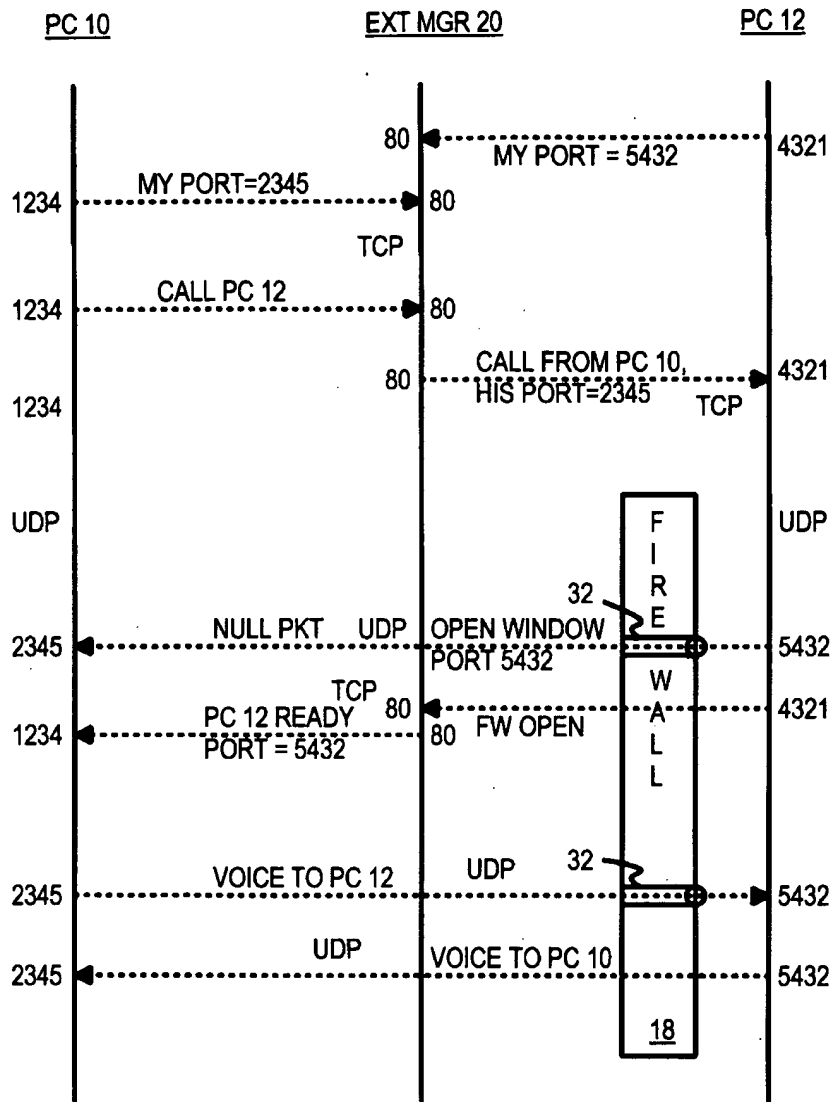 PC 10 EXT MGR 20 PC 12
80 4321
MY PORT = 5432
MY PORT=2345
1234 80
TCP
CALL PC 12
1234 80
CALL FROM PC 10,
80 4321
HIS PORT=2345
1234 TCP
UDP UDP
FIRE WALL
32
NULL PKT UDP OPEN WINDOW
2345 5432
PORT 5432
TCP
80 4321
PC 12 READY FW OPEN
1234 80
PORT = 5432
32
VOICE TO PC 12 UDP
2345 5432
UDP VOICE TO PC 10
2345 5432
18